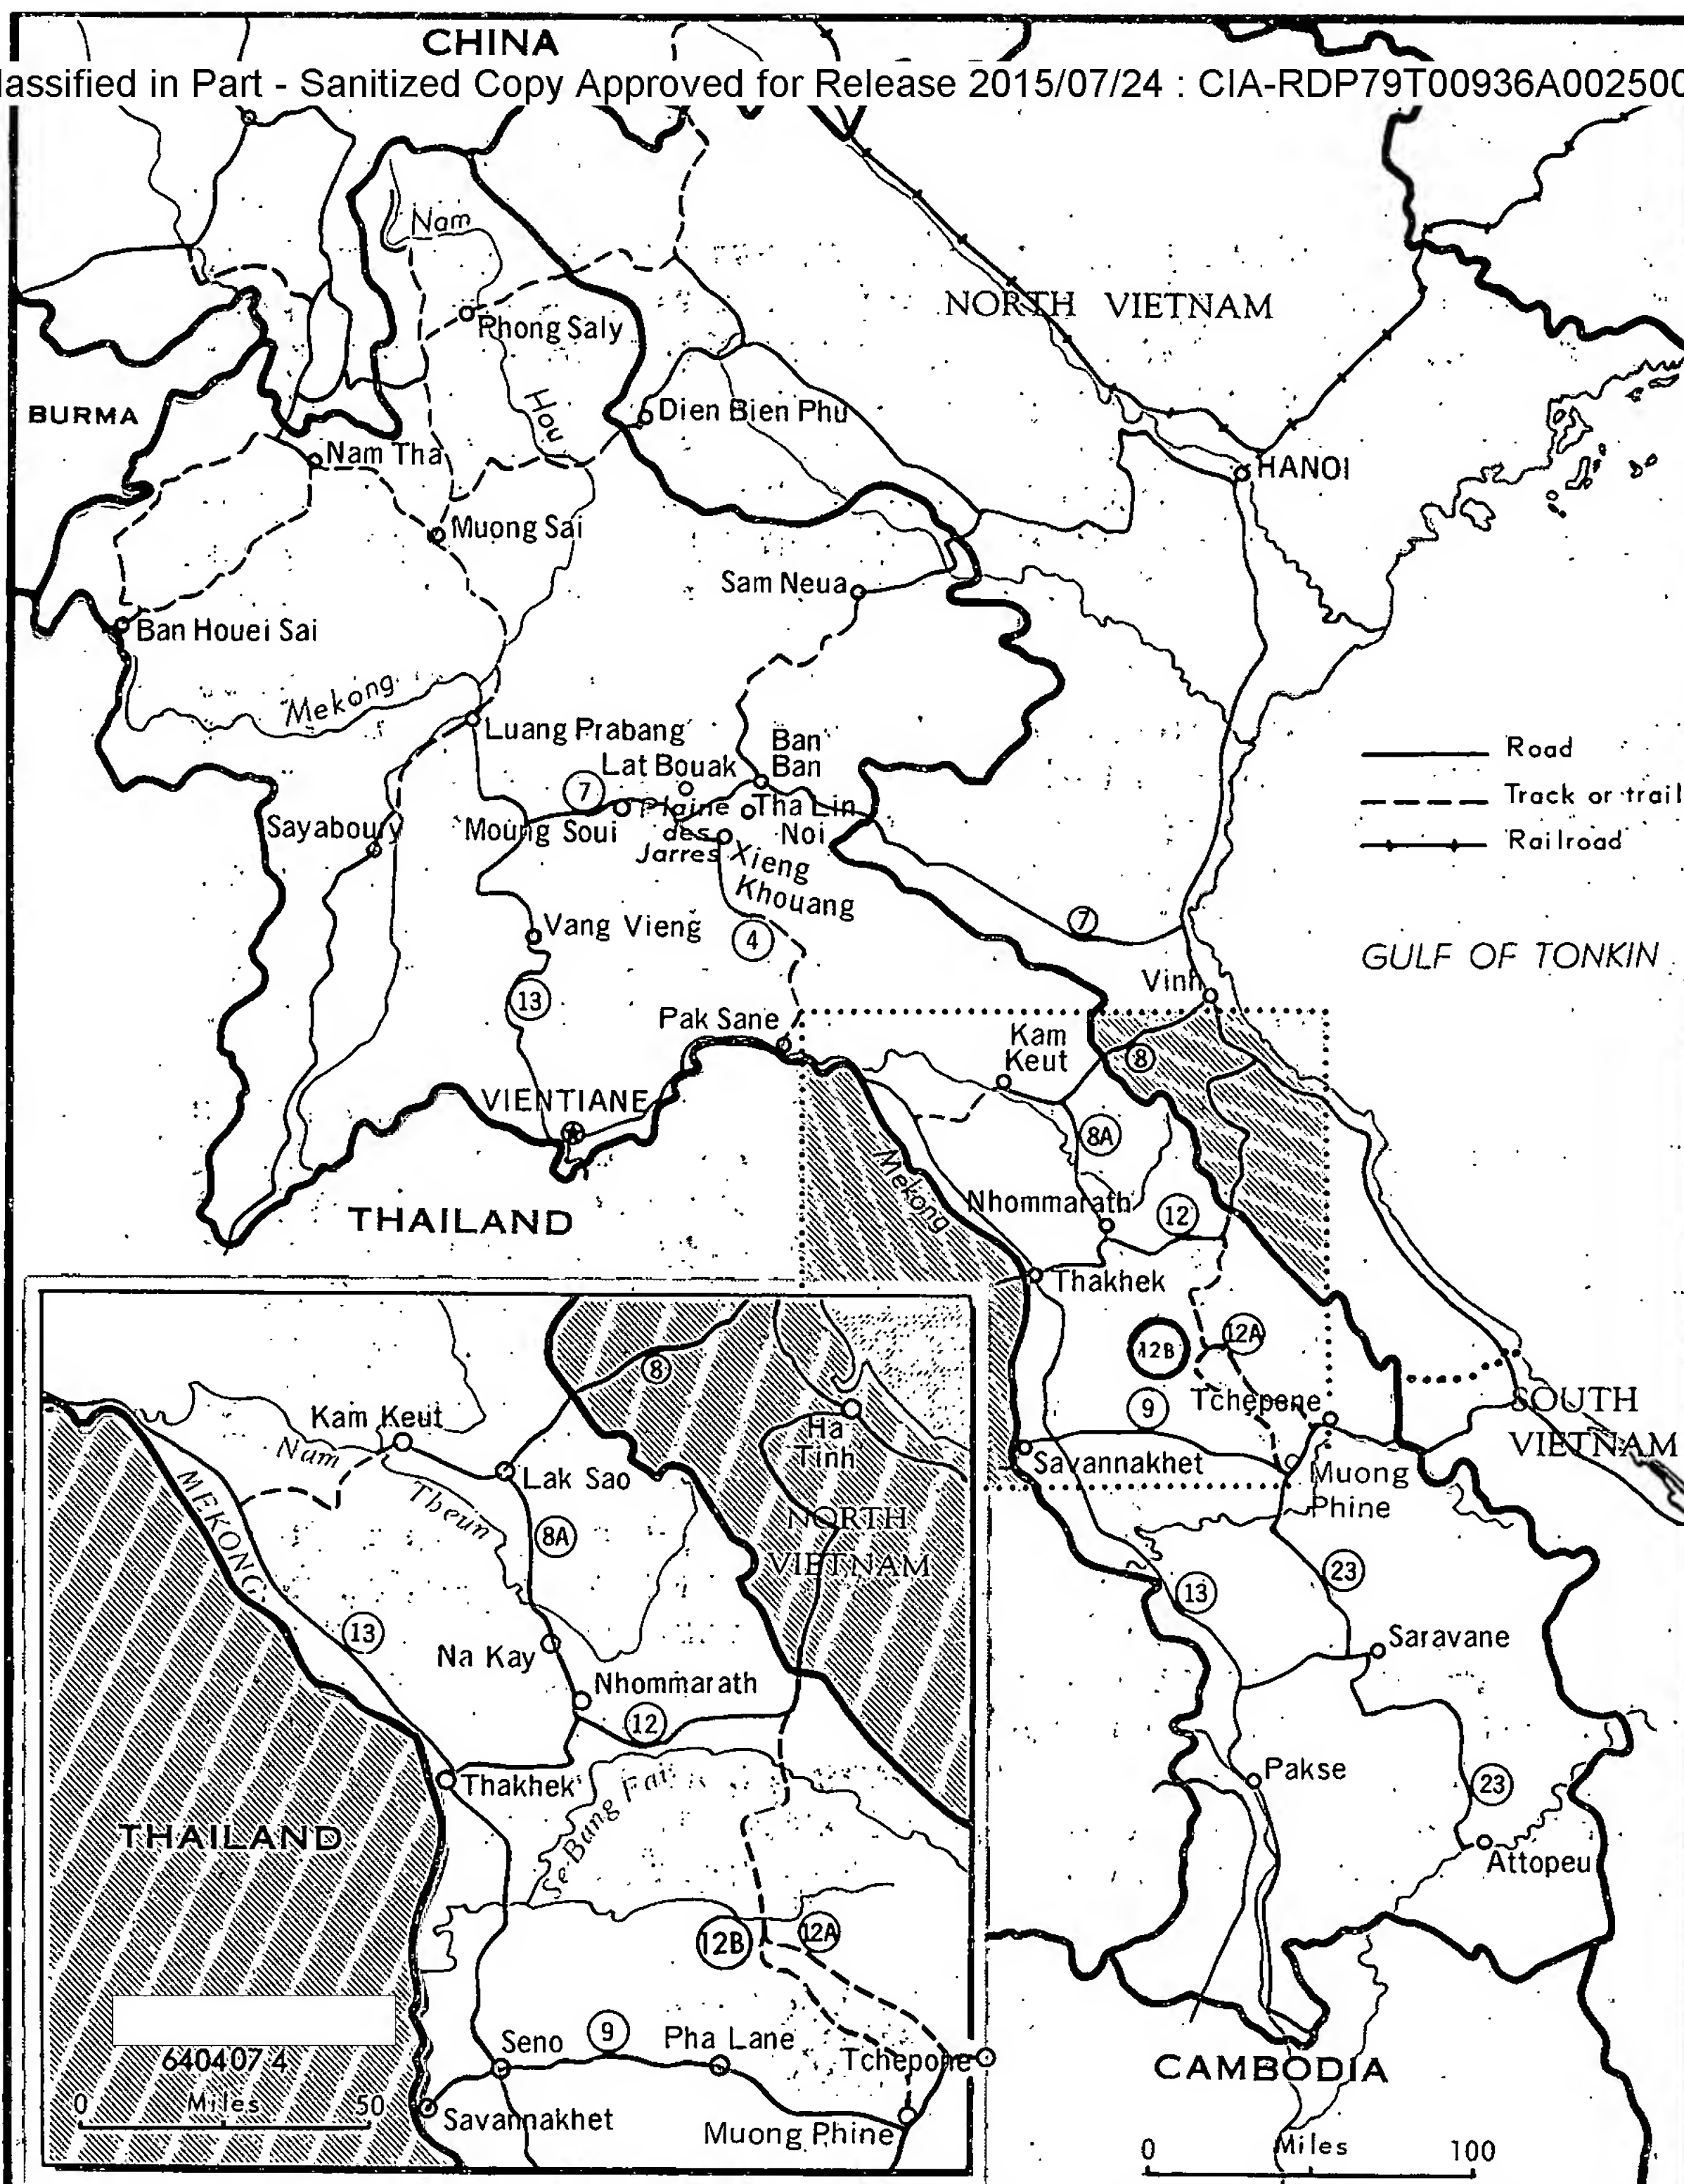 CHINA
lassified in Part - Sanitized Copy Approved for Release 2015/07/24 : CIA-RDP79T00936A002500
Nam
NORTH VIETNAM
Phong Saly
BURMA
Hou
Dien Bien Phu
Nam Tha
HANOI
Muong Sai
Sam Neua
Ban Houei Sai
Mekong
Luang Prabang
Ban
Ban
Lat Bouak
Road
7
Plaine
des
Jarres
Tha Lin
Noi
Track or trail
Sayaboury
Moung Soui
Railroad
Xieng
Khouang
Vang Vieng
4
7
GULF OF TONKIN
Vinh
13
Pak Sane
Kam
Keut
8
VIENTIANE
8A
Mekong
THAILAND
Nhommarath
12
Thakhek
12B
12A
Tchepene
9
SOUTH
VIETNAM
Savannakhet
Muong
Phine
23
13
Saravane
Pakse
23
Attopeu
CAMBODIA
0 Miles 100
8
Kam Keut
Ha
Tinh
Nam
Theun
Lak Sao
MEKONG
NORTH
VIETNAM
8A
13
Na Kay
Nhommarath
12
Thakhek
Se Bang Fai
THAILAND
12B
12A
Seno
9
Pha Lane
Tchepone
640407 4
0 Miles 50
Savannakhet
Muong Phine